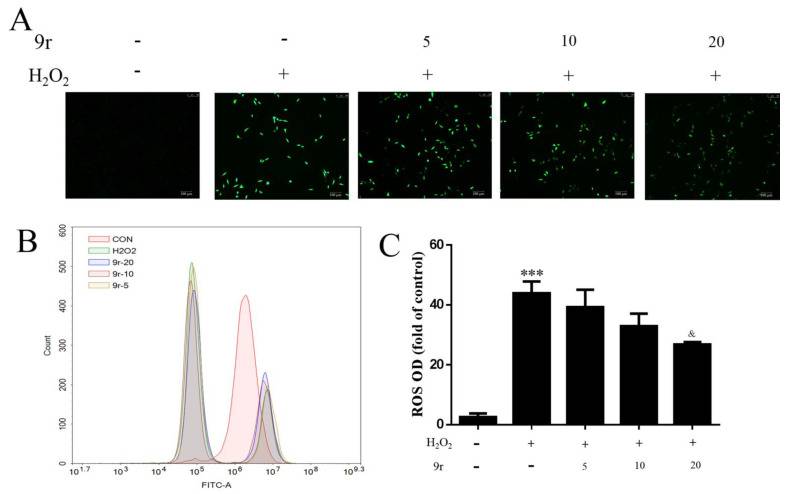 A
9r - - 5 10 20
H₂O₂ - + + + +
B
600
500
400
300
200
100
0
Count
CON
H2O2
9r-20
9r-10
9r-5
10^1.7 10^3 10^4 10^5 10^6 10^7 10^8 10^9.3
FITC-A
C
ROS OD (fold of control)
60
40
20
0
***
&
H₂O₂ - + + + +
9r - - 5 10 20